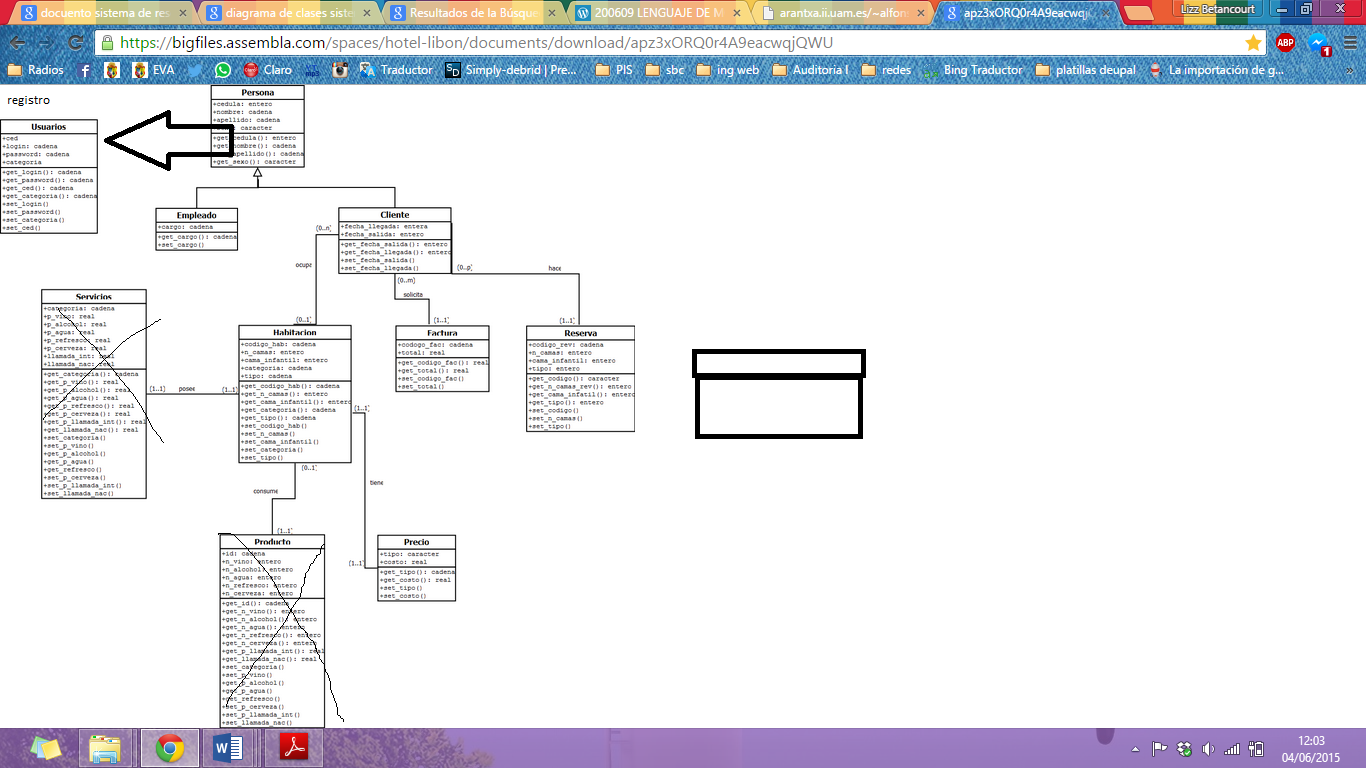 Lizz Betancourt
docuento sistema de res
diagrama de clases siste
Resultados de la Búsque
200609 LENGUAJE DE M
arantxa.ii.uam.es/~alfons
apz3xORQ0r4A9eacwqj
https://bigfiles.assembla.com/spaces/hotel-libon/documents/download/apz3xORQ0r4A9eacwqjQWU
ABP
1
Radios
EVA
Claro
mp3
Traductor
Simply-debrid | Pre...
PIS
sbc
ing web
Auditoria I
redes
Bing Traductor
platillas deupal
La importación de g...
»
registro
Usuarios
+ced
+login: cadena
+password: cadena
+categoria
+get_login(): cadena
+get_password(): cadena
+get_ced(): cadena
+get_categoria(): cadena
+set_login()
+set_password()
+set_categoria()
+set_ced()
Persona
+cedula: entero
+nombre: cadena
+apellido: cadena
caracter
+get_cedula(): entero
+get_nombre(): cadena
apellido(): cadena
+get_sexo(): caracter
Empleado
+cargo: cadena
+get_cargo(): cadena
+set_cargo()
Cliente
+fecha_llegada: entera
+fecha_salida: entero
+get_fecha_salida(): entero
+get_fecha_llegada(): entero
+set_fecha_salida()
+set_fecha_llegada()
(0..n)
ocupa
(0..1)
(0..m)
solicita
(1..1)
(0..p)
hace
(1..1)
Servicios
+categoria: cadena
+p_vino: real
+p_alcohol: real
+p_agua: real
+p_refresco: real
+p_cerveza: real
+llamada_int: real
+llamada_nac: real
+get_categoria(): cadena
+get_p_vino(): real
+get_p_alcohol(): real
+get_p_agua(): real
+get_p_refresco(): real
+get_p_cerveza(): real
+get_p_llamada_int(): real
+get_llamada_nac(): real
+set_categoria()
+set_p_vino()
+get_p_alcohol()
+get_p_agua()
+get_refresco()
+set_p_cerveza()
+set_p_llamada_int()
+set_llamada_nac()
(1..1)
posee
(1..1)
Habitacion
+codigo_hab: cadena
+n_camas: entero
+cama_infantil: entero
+categoria: cadena
+tipo: cadena
+get_codigo_hab(): cadena
+get_n_camas(): entero
+get_cama_infantil(): entero
+get_categoria(): cadena
+get_tipo(): cadena
+set_codigo_hab()
+set_n_camas()
+set_cama_infantil()
+set_categoria()
+set_tipo()
Factura
+codogo_fac: cadena
+total: real
+get_codigo_fac(): real
+get_total(): real
+set_codigo_fac()
+set_total()
Reserva
+codigo_rev: cadena
+n_camas: entero
+cama_infantil: entero
+tipo: entero
+get_codigo(): caracter
+get_n_camas_rev(): entero
+get_cama_infatil(): entero
+get_tipo(): entero
+set_codigo()
+set_n_camas()
+set_tipo()
(0..1)
consume
(1..1)
(1..1)
tiene
(1..1)
Producto
+id: cadena
+n_vino: entero
+n_alcohol: entero
+n_agua: entero
+n_refresco: entero
+n_cerveza: entero
+get_id(): cadena
+get_n_vino(): entero
+get_n_alcohol(): entero
+get_n_agua(): entero
+get_n_refresco(): entero
+get_n_cerveza(): entero
+get_p_llamada_int(): real
+get_llamada_nac(): real
+set_categoria()
+set_p_vino()
+get_p_alcohol()
+get_p_agua()
+get_refresco()
+set_p_cerveza()
+set_p_llamada_int()
+set_llamada_nac()
Precio
+tipo: caracter
+costo: real
+get_tipo(): cadena
+get_costo(): real
+set_tipo()
+set_costo()
12:03
04/06/2015